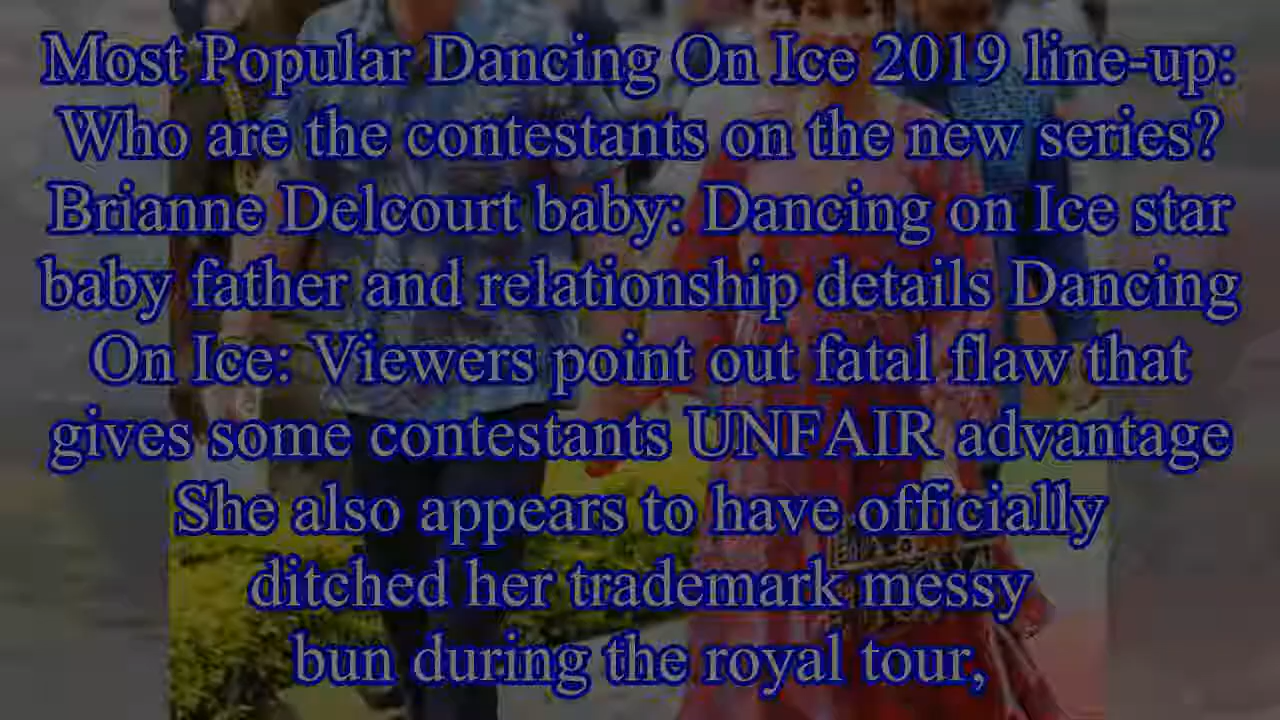 Most Popular Dancing On Ice 2019 line-up:
Who are the contestants on the new series?
Brianne Delcourt baby: Dancing on Ice star
baby father and relationship details Dancing
On Ice: Viewers point out fatal flaw that
gives some contestants UNFAIR advantage
She also appears to have officially
ditched her trademark messy
bun during the royal tour,